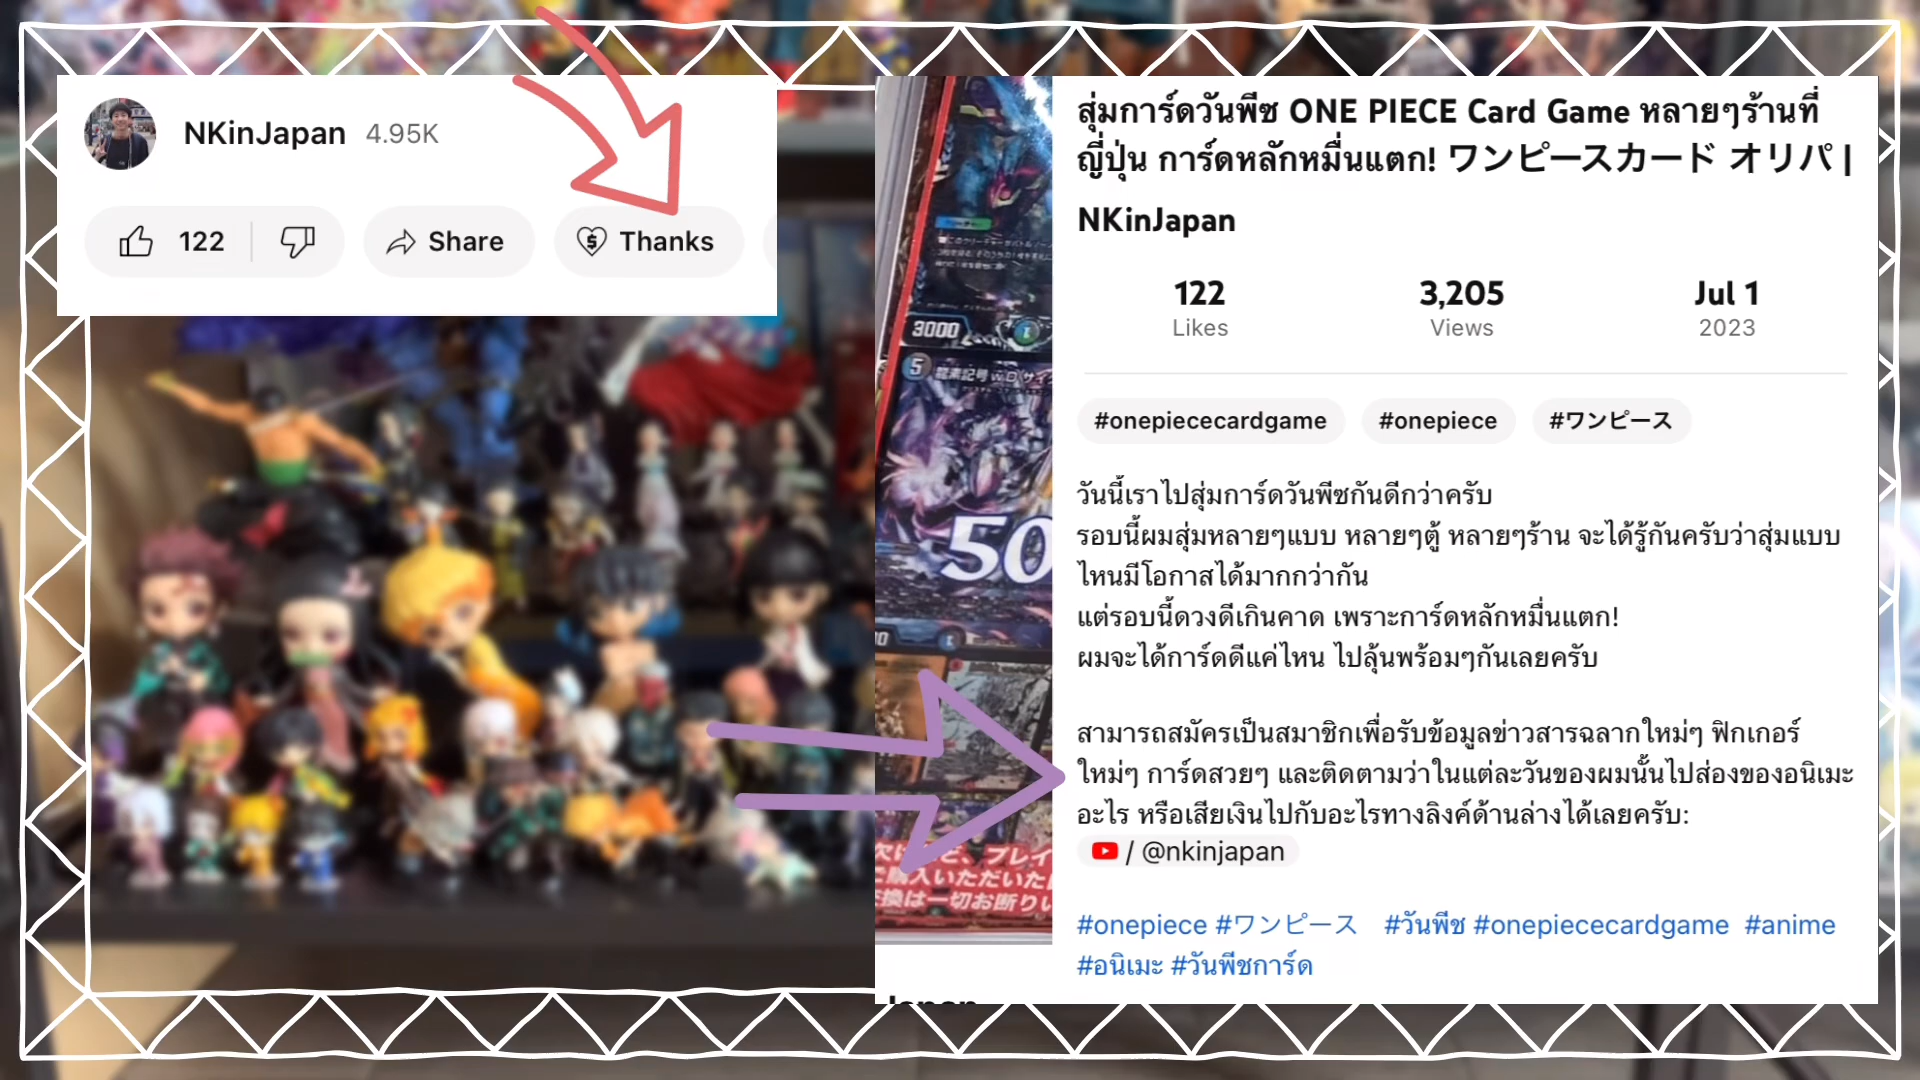 NKinJapan 4.95K
122 Share Thanks
สุ่มการ์ดวันพีซ ONE PIECE Card Game หลายๆร้านที่
ญี่ปุ่น การ์ดหลักหมื่นแตก! ワンピースカード オリパ |
NKinJapan
122 3,205 Jul 1
Likes Views 2023
#onepiececardgame #onepiece #ワンピース
วันนี้เราไปสุ่มการ์ดวันพีซกันดีกว่าครับ
รอบนี้ผมสุ่มหลายๆแบบ หลายๆตู้ หลายๆร้าน จะได้รู้กันครับว่าสุ่มแบบ
ไหนมีโอกาสได้มากกว่ากัน
แต่รอบนี้ดวงดีเกินคาด เพราะการ์ดหลักหมื่นแตก!
ผมจะได้การ์ดดีแค่ไหน ไปลุ้นพร้อมๆกันเลยครับ
สามารถสมัครเป็นสมาชิกเพื่อรับข้อมูลข่าวสารฉลากใหม่ๆ ฟิกเกอร์
ใหม่ๆ การ์ดสวยๆ และติดตามว่าในแต่ละวันของผมนั้นไปส่องของอนิเมะ
อะไร หรือเสียเงินไปกับอะไรทางลิงค์ด้านล่างได้เลยครับ:
/ @nkinjapan
#onepiece #ワンピース #วันพีช #onepiececardgame #anime
#อนิเมะ #วันพีชการ์ด
3000
5
50